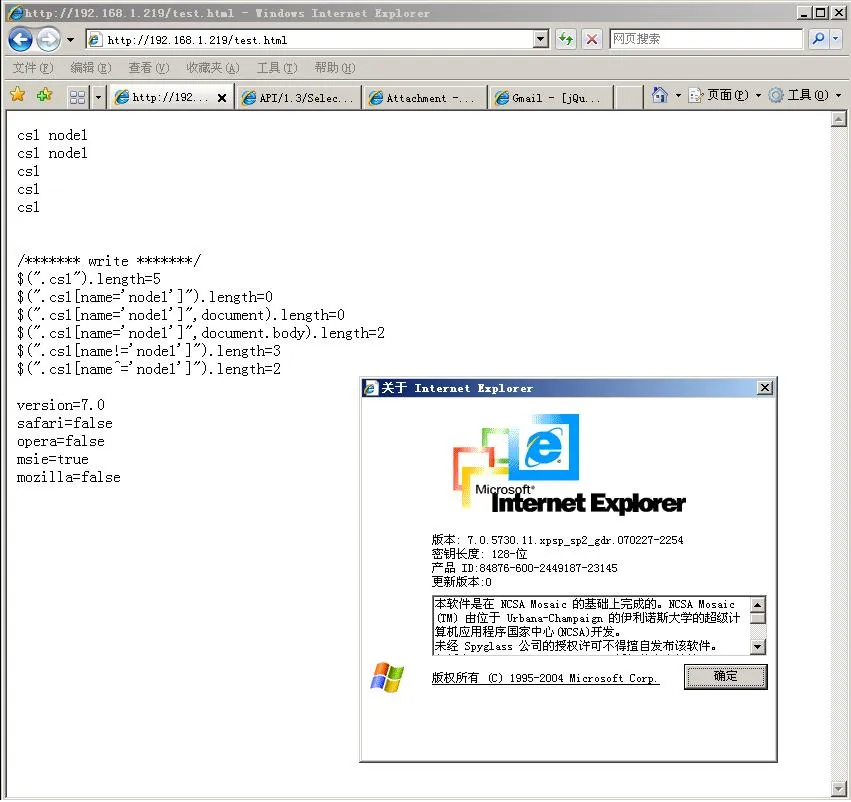 http://192.168.1.219/test.html - Windows Internet Explorer
http://192.168.1.219/test.html
网页搜索
文件(F) 编辑(E) 查看(V) 收藏夹(A) 工具(T) 帮助(H)
http://192... API/1.3/Selec... Attachment -... Gmail - [jQu... 页面(P) 工具(O)
cs1 node1
cs1 node1
cs1
cs1
cs1
/******* write *******/
$(".cs1").length=5
$(".cs1[name='node1']").length=0
$(".cs1[name='node1']",document).length=0
$(".cs1[name='node1']",document.body).length=2
$(".cs1[name!='node1']").length=3
$(".cs1[name^='node1']").length=2
version=7.0
safari=false
opera=false
msie=true
mozilla=false
关于 Internet Explorer
Microsoft®
Internet Explorer
版本: 7.0.5730.11.xpsp_sp2_gdr.070227-2254
密钥长度: 128-位
产品 ID:84876-600-2449187-23145
更新版本:0
本软件是在 NCSA Mosaic 的基础上完成的。NCSA Mosaic
(TM) 由位于 Urbana-Champaign 的伊利诺斯大学的超级计
算机应用程序国家中心(NCSA)开发。
未经 Spyglass 公司的授权许可不得擅自发布该软件。
版权所有 (C) 1995-2004 Microsoft Corp.
确定